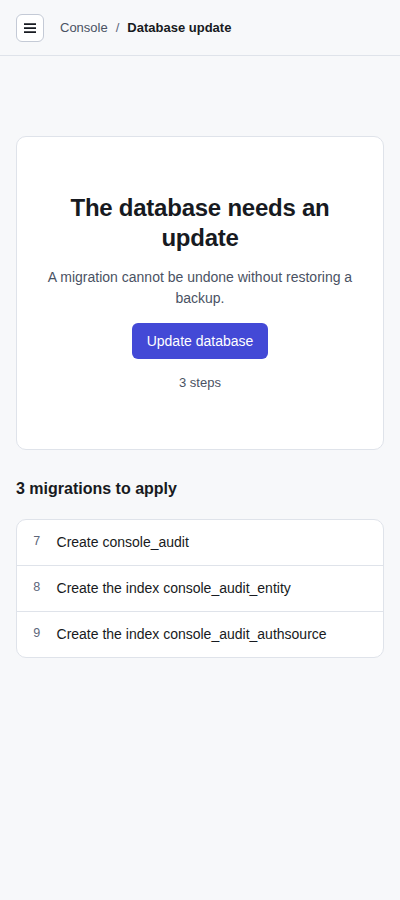 Console / Database update
The database needs an
update
A migration cannot be undone without restoring a
backup.
Update database
3 steps
3 migrations to apply
7 Create console_audit
8 Create the index console_audit_entity
9 Create the index console_audit_authsource